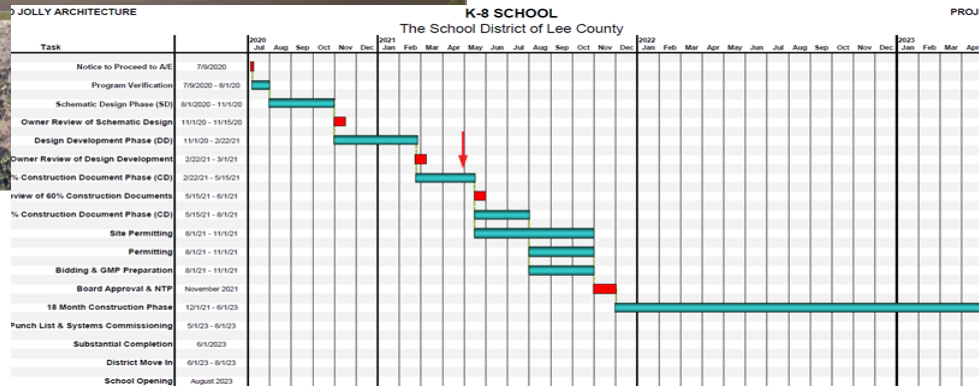 JOLLY ARCHITECTURE K-8 SCHOOL PROJ
The School District of Lee County
2020 2021 2022 2023
Task Jul Aug Sep Oct Nov Dec Jan Feb Mar Apr May Jun Jul Aug Sep Oct Nov Dec Jan Feb Mar Apr May Jun Jul Aug Sep Oct Nov Dec Jan Feb Mar Apr
Notice to Proceed to A/E 7/9/2020
Program Verification 7/9/2020 - 8/1/20
Schematic Design Phase (SD) 8/1/2020 - 11/1/20
Owner Review of Schematic Design 11/1/20 - 11/15/20
Design Development Phase (DD) 11/1/20 - 2/22/21
Owner Review of Design Development 2/22/21 - 3/1/21
% Construction Document Phase (CD) 2/22/21 - 5/15/21
view of 60% Construction Documents 5/15/21 - 6/1/21
% Construction Document Phase (CD) 5/15/21 - 8/1/21
Site Permitting 8/1/21 - 11/1/21
Permitting 8/1/21 - 11/1/21
Bidding & GMP Preparation 8/1/21 - 11/1/21
Board Approval & NTP November 2021
18 Month Construction Phase 12/1/21 - 6/1/23
Punch List & Systems Commissioning 5/1/23 - 6/1/23
Substantial Completion 6/1/2023
District Move In 6/1/23 - 8/1/23
School Opening August 2023